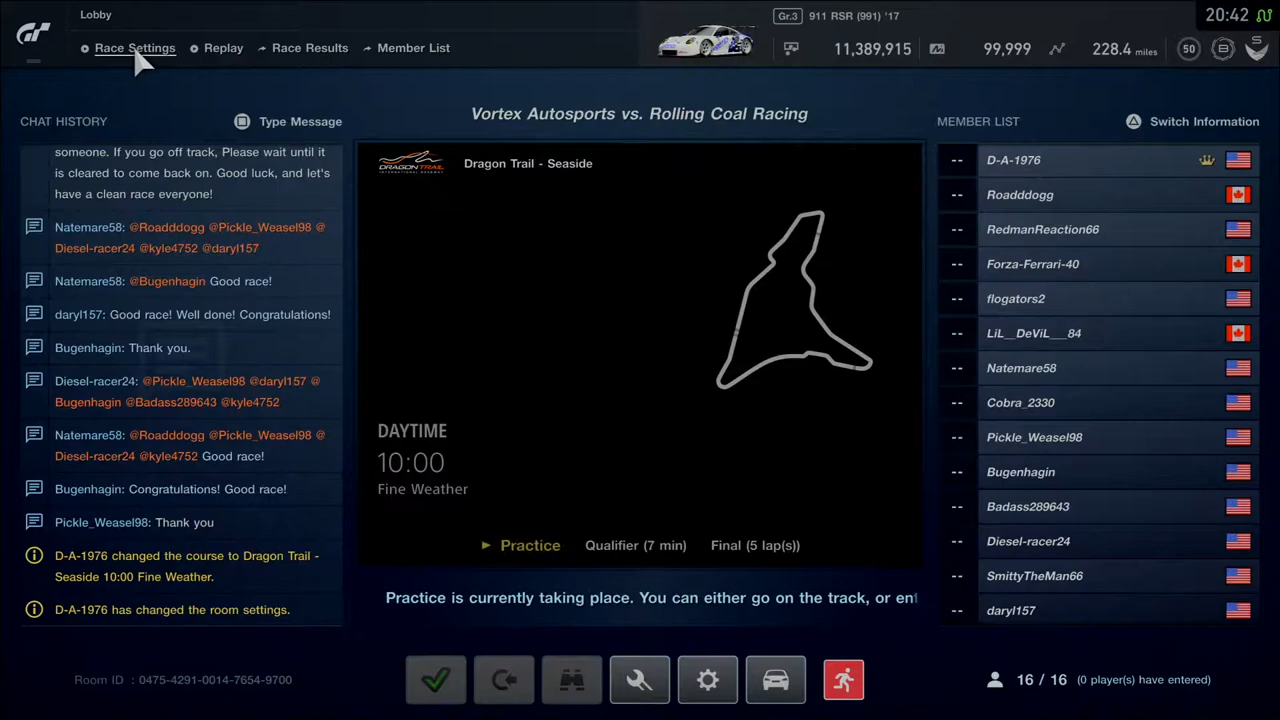 Lobby
Race Settings Replay Race Results Member List
Gr.3 911 RSR (991) '17
11,389,915 99,999 228.4 miles 50 B S
20:42
CHAT HISTORY Type Message
someone. If you go off track, Please wait until it
is cleared to come back on. Good luck, and let's
have a clean race everyone!
Natemare58: @Roadddogg @Pickle_Weasel98 @
Diesel-racer24 @kyle4752 @daryl157
Natemare58: @Bugenhagin Good race!
daryl157: Good race! Well done! Congratulations!
Bugenhagin: Thank you.
Diesel-racer24: @Pickle_Weasel98 @daryl157 @
Bugenhagin @Badass289643 @kyle4752
Natemare58: @Roadddogg @Pickle_Weasel98 @
Diesel-racer24 @kyle4752 Good race!
Bugenhagin: Congratulations! Good race!
Pickle_Weasel98: Thank you
D-A-1976 changed the course to Dragon Trail -
Seaside 10:00 Fine Weather.
D-A-1976 has changed the room settings.
Room ID : 0475-4291-0014-7654-9700
Vortex Autosports vs. Rolling Coal Racing
DRAGON TRAIL
Dragon Trail - Seaside
DAYTIME
10:00
Fine Weather
Practice Qualifier (7 min) Final (5 lap(s))
Practice is currently taking place. You can either go on the track, or ent
MEMBER LIST Switch Information
-- D-A-1976
-- Roadddogg
-- RedmanReaction66
-- Forza-Ferrari-40
-- flogators2
-- LiL__DeViL___84
-- Natemare58
-- Cobra_2330
-- Pickle_Weasel98
-- Bugenhagin
-- Badass289643
-- Diesel-racer24
-- SmittyTheMan66
-- daryl157
16 / 16 (0 player(s) have entered)